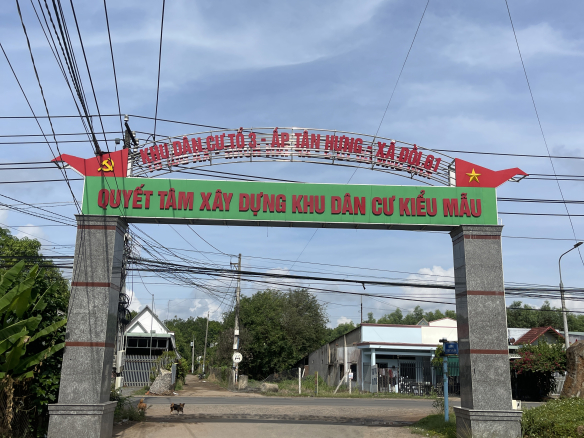 KHU DÂN CƯ TỔ 3 - ẤP TÂN HƯNG - XÃ ĐỒI 61
QUYẾT TÂM XÂY DỰNG KHU DÂN CƯ KIỂU MẪU